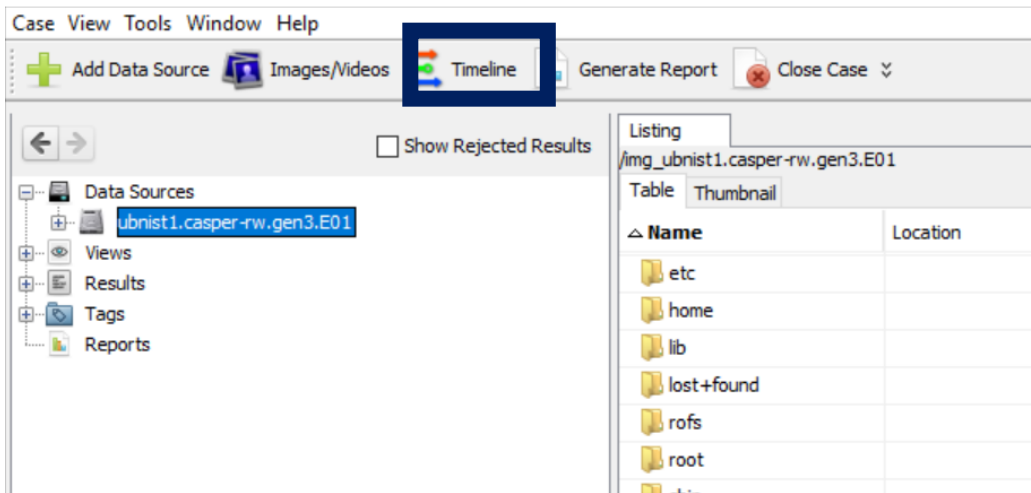 Case View Tools Window Help
Add Data Source Images/Videos Timeline Generate Report Close Case
Show Rejected Results
Data Sources
ubnist1.casper-rw.gen3.E01
Views
Results
Tags
Reports
Listing
/img_ubnist1.casper-rw.gen3.E01
Table Thumbnail
Name Location
etc
home
lib
lost+found
rofs
root